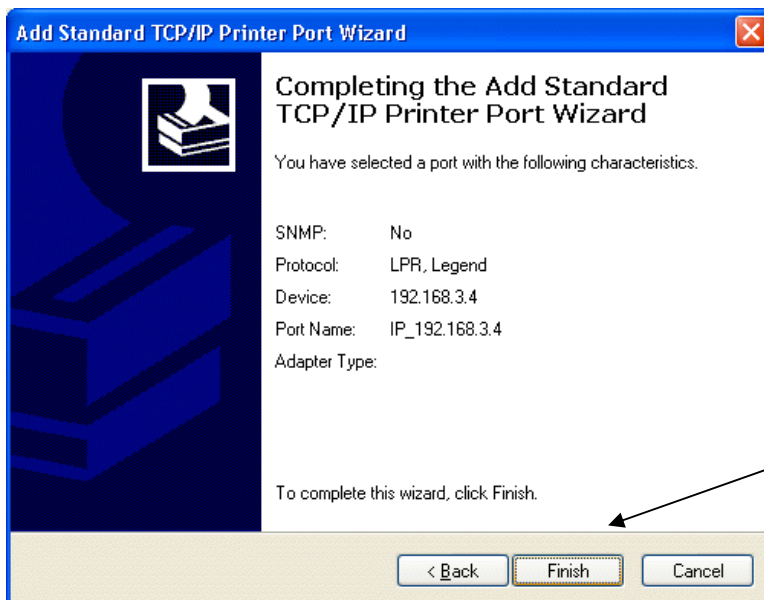 Add Standard TCP/IP Printer Port Wizard
Completing the Add Standard
TCP/IP Printer Port Wizard
You have selected a port with the following characteristics.
SNMP: No
Protocol: LPR, Legend
Device: 192.168.3.4
Port Name: IP_192.168.3.4
Adapter Type:
To complete this wizard, click Finish.
< Back Finish Cancel